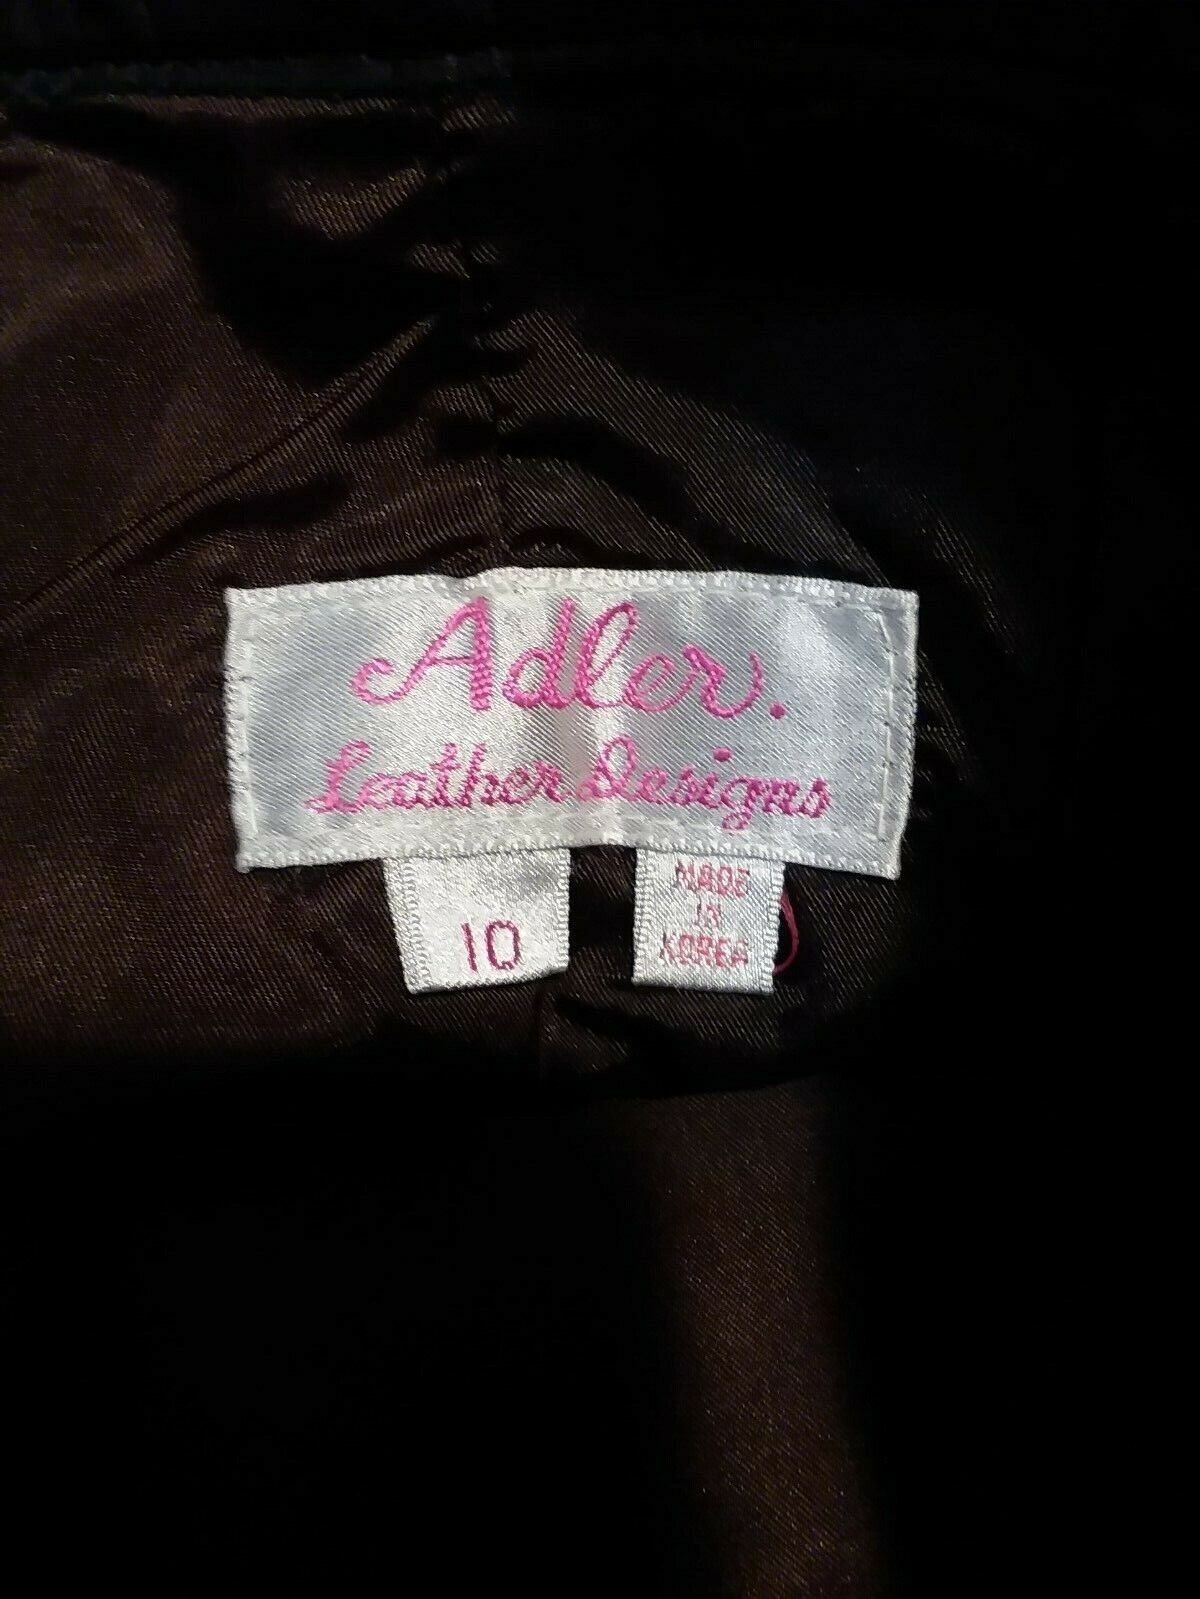 Adler.
Leather Designs
10
MADE
IN
KOREA